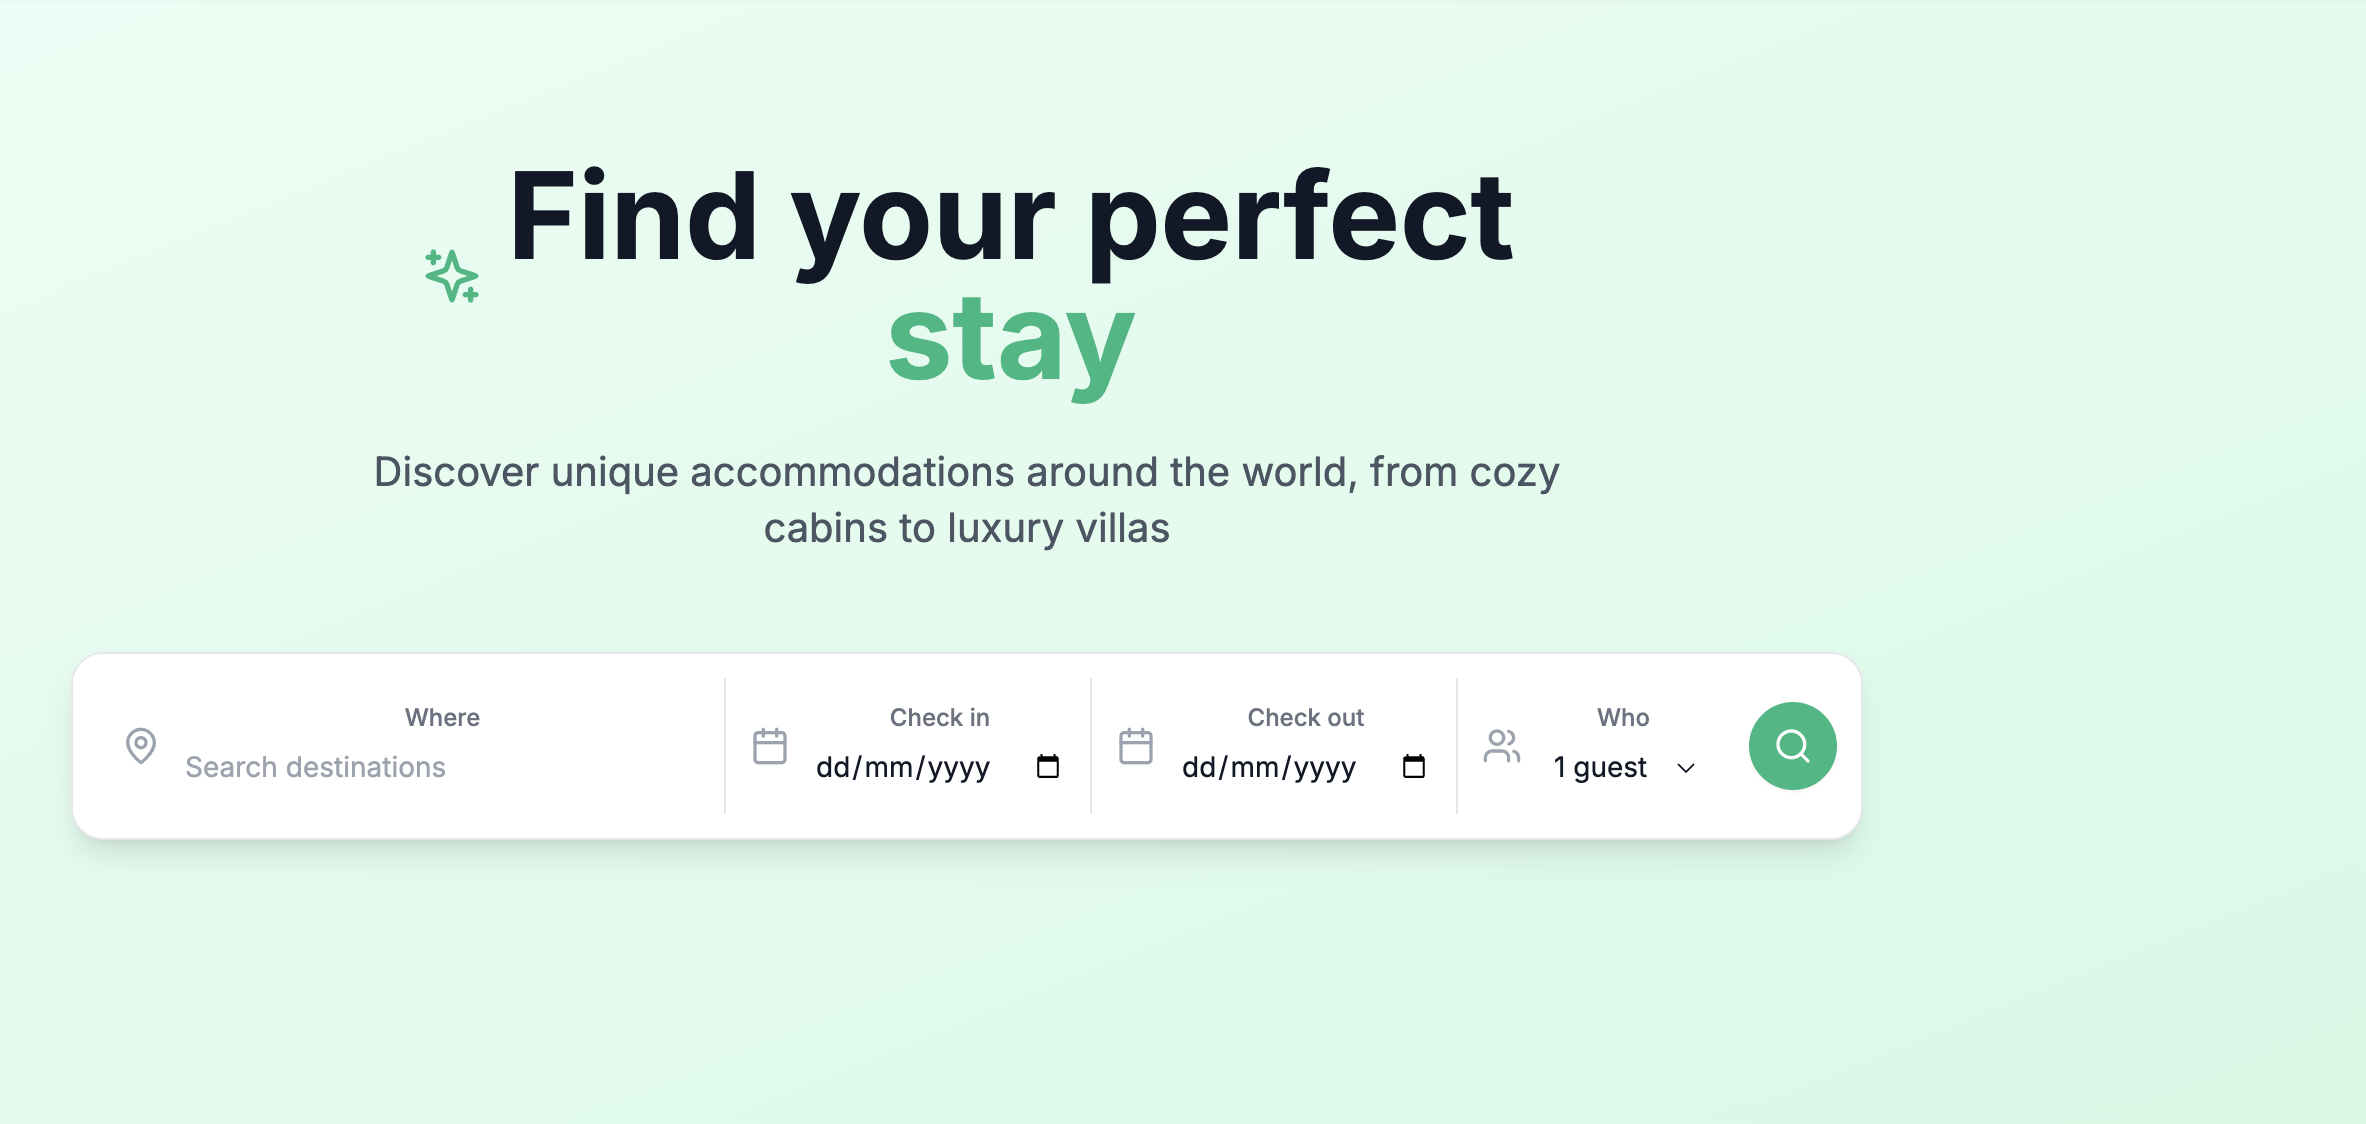 Find your perfect
stay
Discover unique accommodations around the world, from cozy
cabins to luxury villas
Where
Search destinations
Check in
dd/mm/yyyy
Check out
dd/mm/yyyy
Who
1 guest